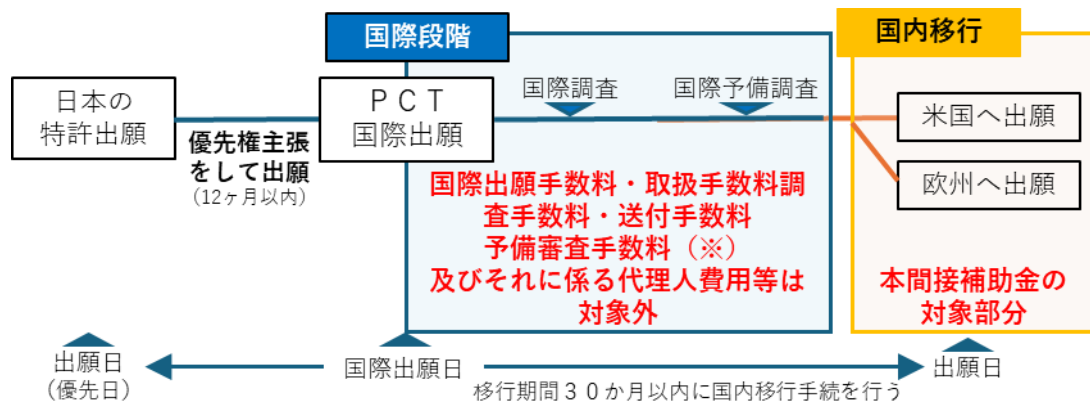 国際段階
国内移行
日本の
特許出願
優先権主張
をして出願
(12ヶ月以内)
ＰＣＴ
国際出願
国際調査
国際予備調査
米国へ出願
欧州へ出願
国際出願手数料・取扱手数料調
査手数料・送付手数料
予備審査手数料（※）
及びそれに係る代理人費用等は
対象外
本間接補助金の
対象部分
出願日
（優先日）
国際出願日
移行期間３０か月以内に国内移行手続を行う
出願日